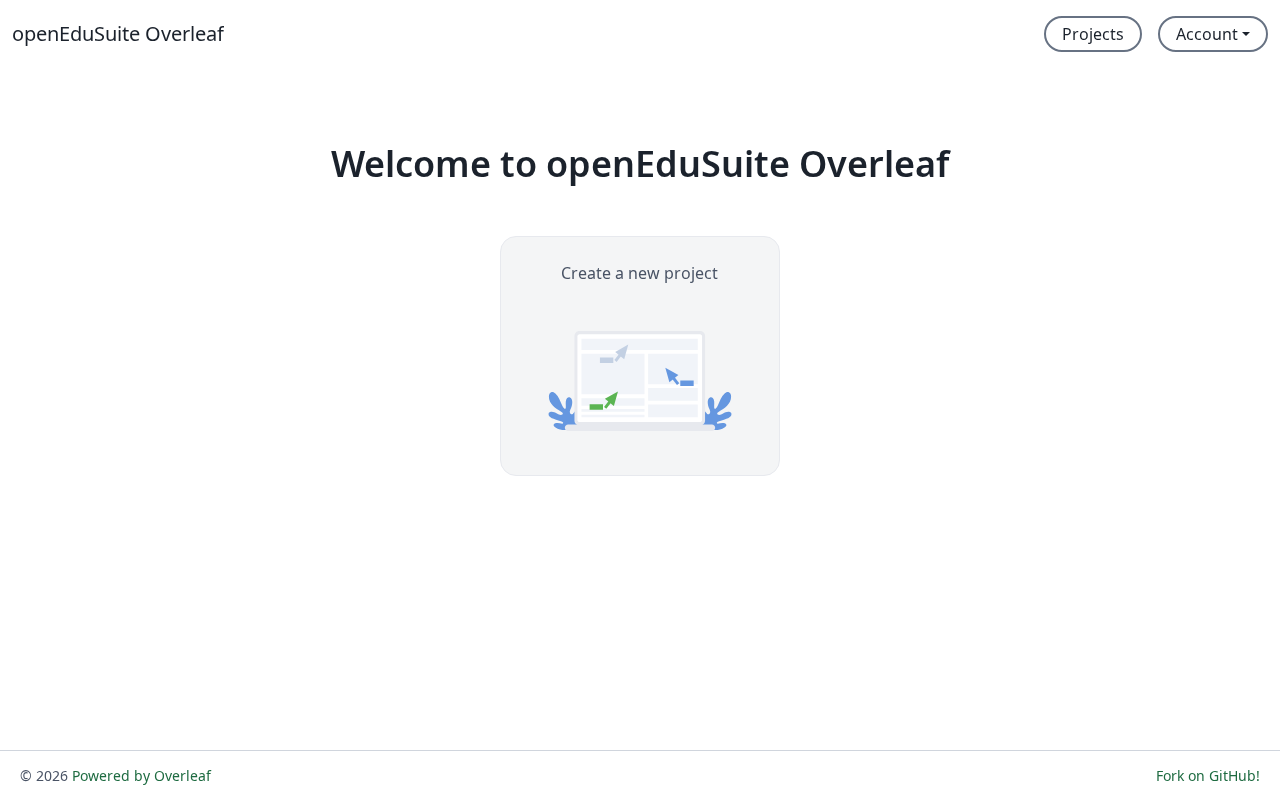 openEduSuite Overleaf
Projects
Account
Welcome to openEduSuite Overleaf
Create a new project
© 2026 Powered by Overleaf
Fork on GitHub!